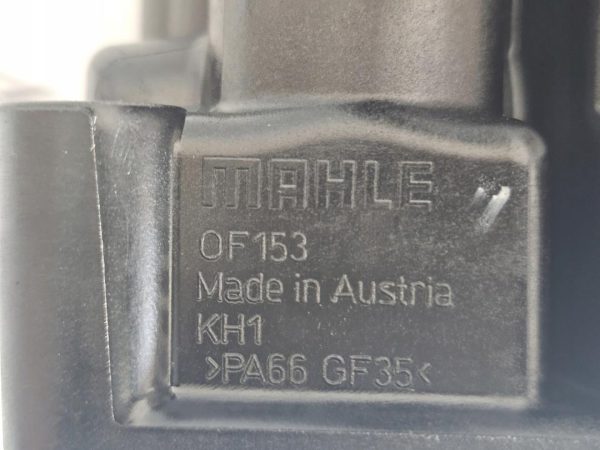 MAHLE
OF153
Made in Austria
KH1
>PA66 GF35<